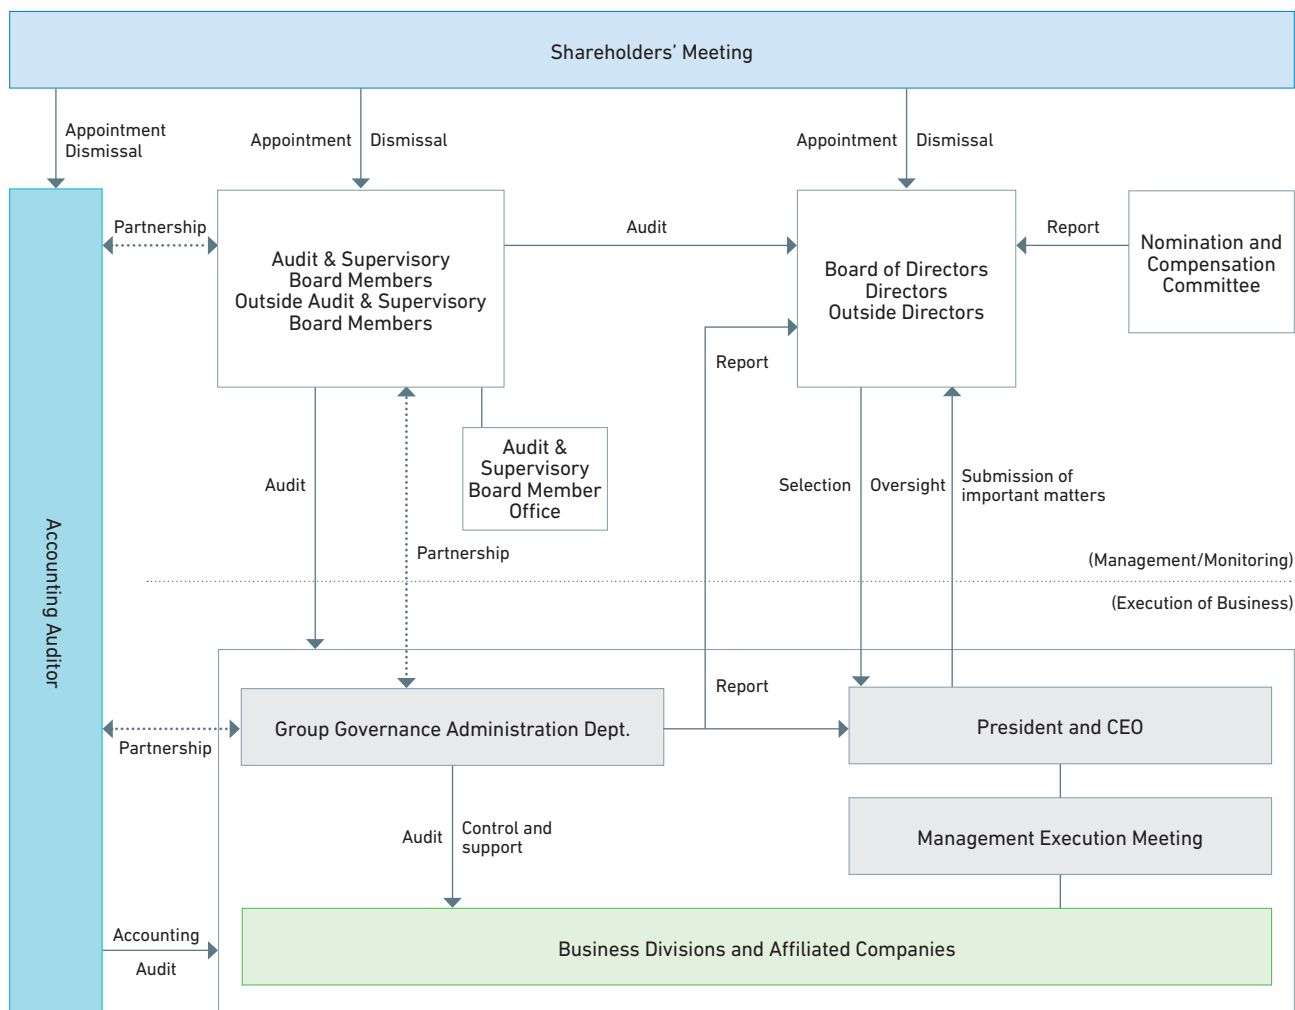 Shareholders’ Meeting
Appointment
Dismissal
Appointment
Dismissal
Appointment
Dismissal
Partnership
Audit & Supervisory
Board Members
Outside Audit & Supervisory
Board Members
Audit
Board of Directors
Directors
Outside Directors
Report
Nomination and
Compensation
Committee
Report
Audit
Audit &
Supervisory
Board Member
Office
Partnership
Selection
Oversight
Submission of
important matters
(Management/Monitoring)
(Execution of Business)
Accounting Auditor
Partnership
Group Governance Administration Dept.
Report
President and CEO
Audit
Control and
support
Management Execution Meeting
Accounting
Audit
Business Divisions and Affiliated Companies